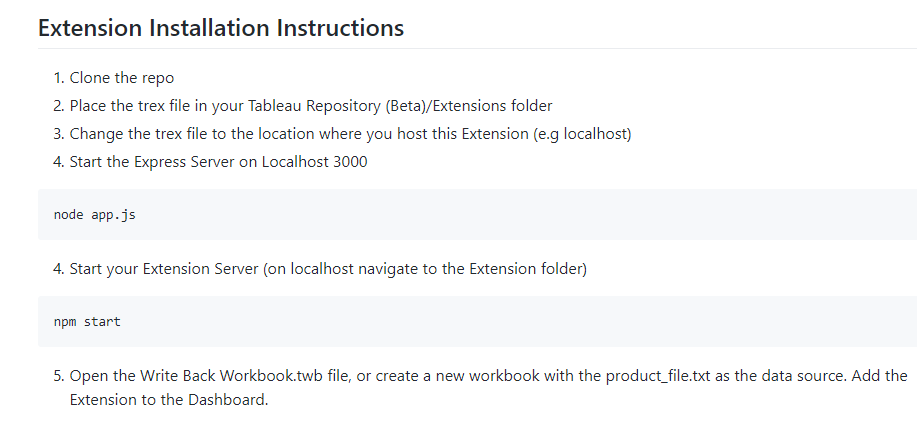 Extension Installation Instructions
1. Clone the repo
2. Place the trex file in your Tableau Repository (Beta)/Extensions folder
3. Change the trex file to the location where you host this Extension (e.g localhost)
4. Start the Express Server on Localhost 3000
node app.js
4. Start your Extension Server (on localhost navigate to the Extension folder)
npm start
5. Open the Write Back Workbook.twb file, or create a new workbook with the product_file.txt as the data source. Add the
Extension to the Dashboard.